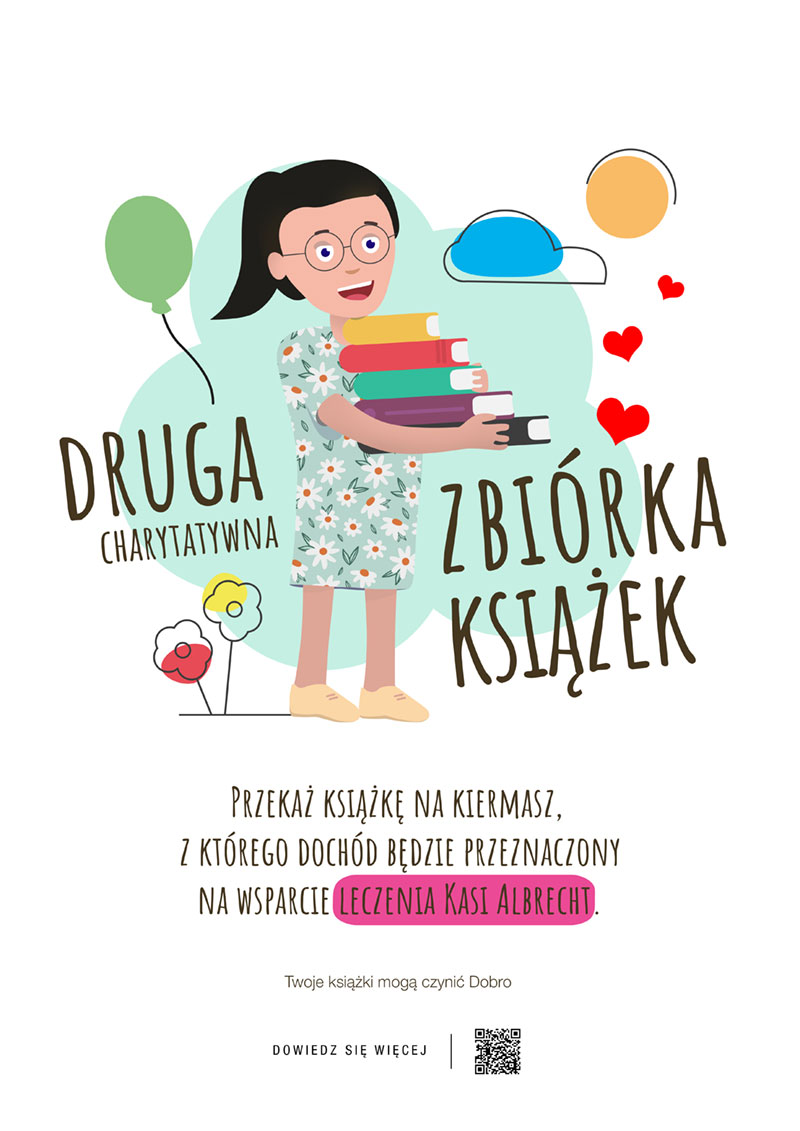 DRUGA
CHARYTATYWNA
ZBIÓRKA
KSIĄŻEK
PRZEKAŻ KSIĄŻKĘ NA KIERMASZ,
Z KTÓREGO DOCHÓD BĘDZIE PRZEZNACZONY
NA WSPARCIE LECZENIA KASI ALBRECHT.
Twoje książki mogą czynić Dobro
DOWIEDZ SIĘ WIĘCEJ